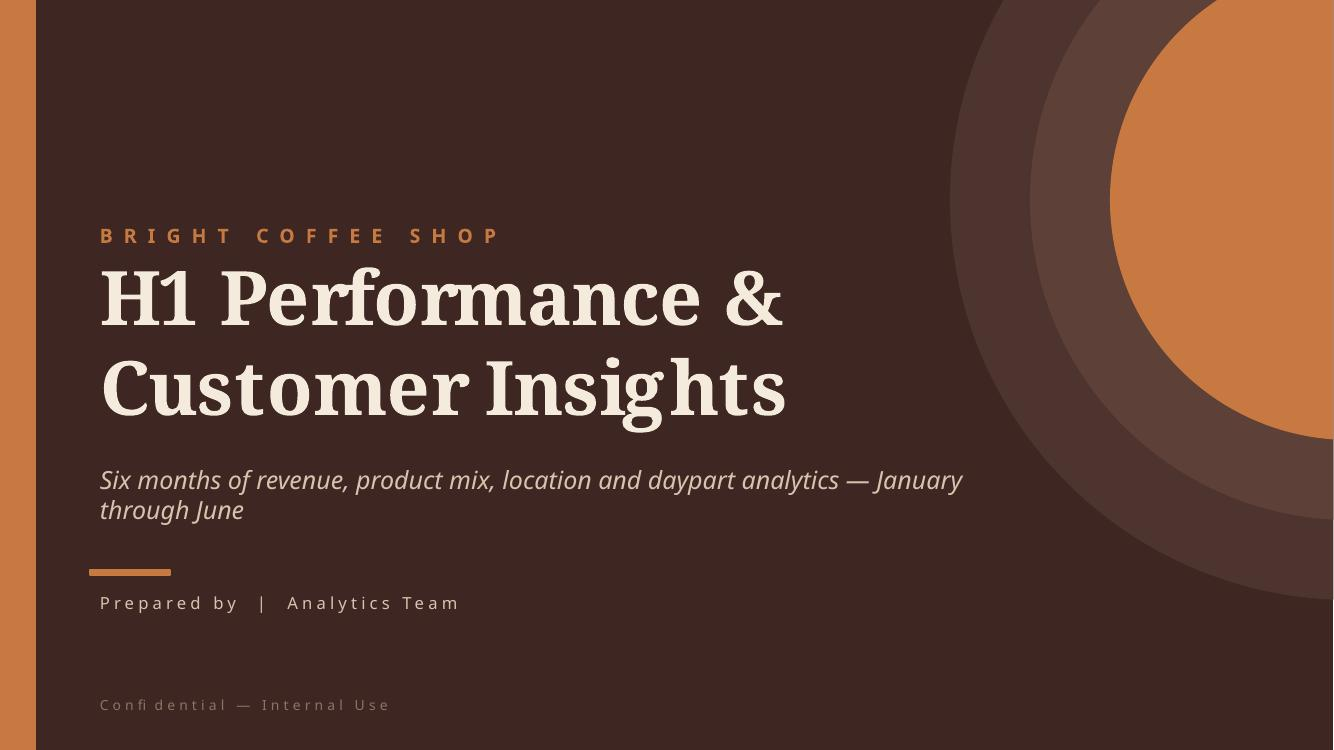 BRIGHT COFFEE SHOP
H1 Performance &
Customer Insights
Six months of revenue, product mix, location and daypart analytics — January
through June
Prepared by | Analytics Team
Confidential — Internal Use